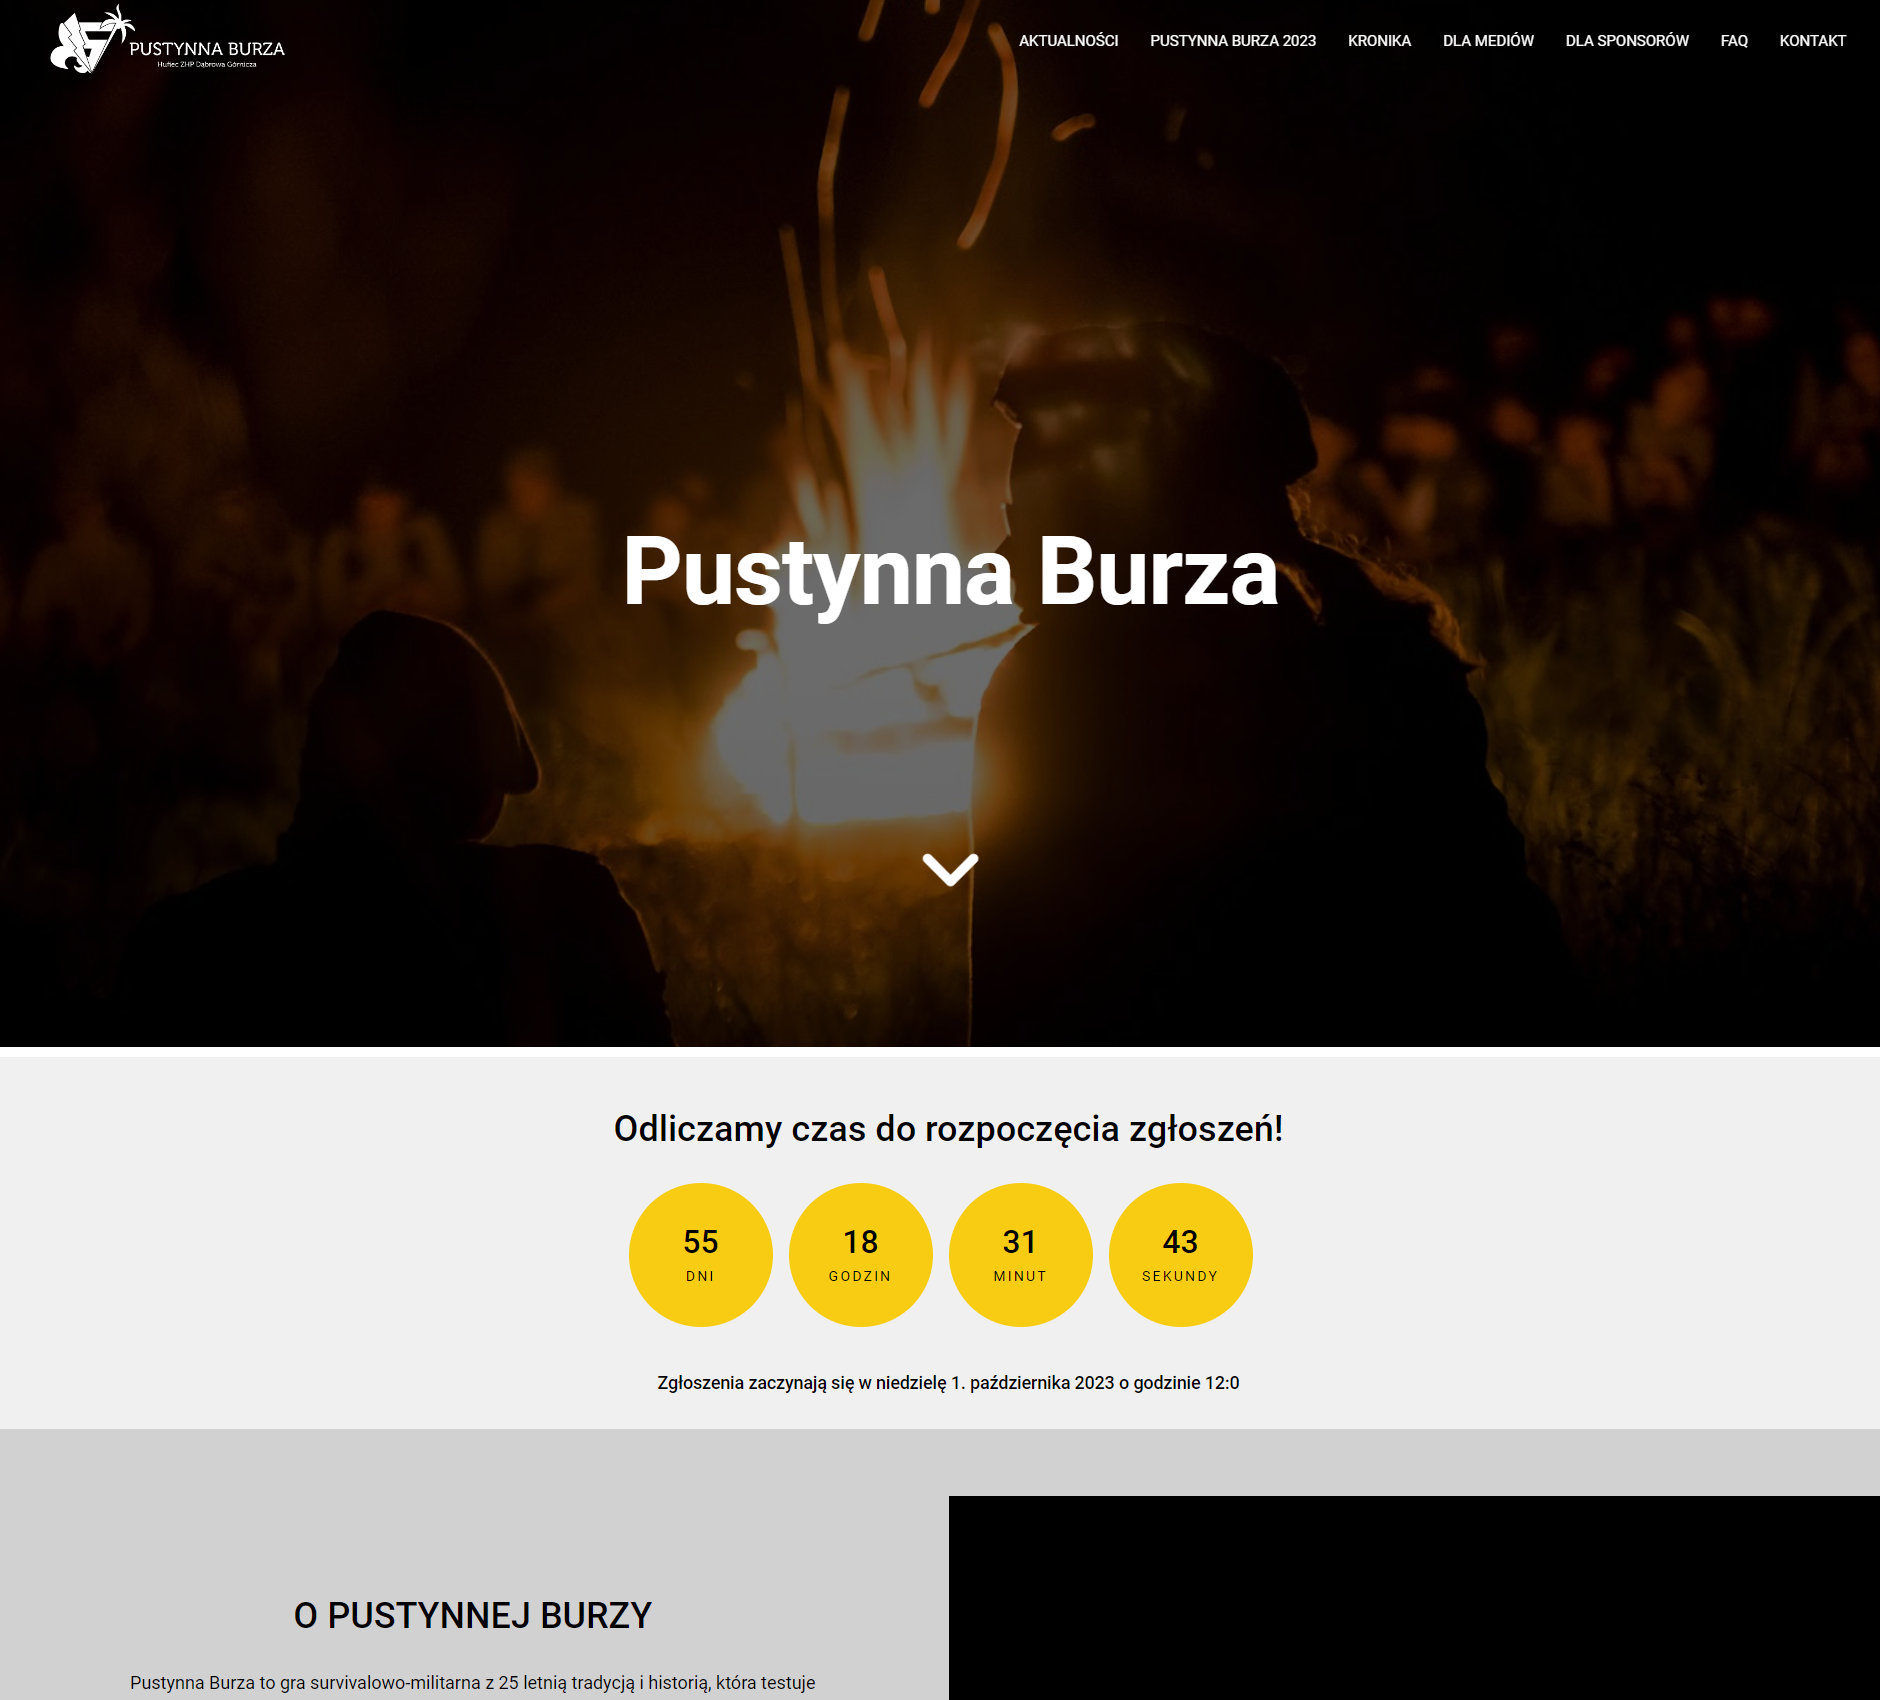 PUSTYNNA BURZA
Hufiec ZHP Dąbrowa Górnicza
AKTUALNOŚCI
PUSTYNNA BURZA 2023
KRONIKA
DLA MEDIÓW
DLA SPONSORÓW
FAQ
KONTAKT
Pustynna Burza
Odliczamy czas do rozpoczęcia zgłoszeń!
55
DNI
18
GODZIN
31
MINUT
43
SEKUNDY
Zgłoszenia zaczynają się w niedzielę 1. października 2023 o godzinie 12:0
O PUSTYNNEJ BURZY
Pustynna Burza to gra survivalowo-militarna z 25 letnią tradycją i historią, która testuje